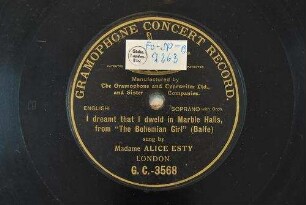 GRAMOPHONE CONCERT RECORD.
Manufactured by
The Gramophone and Typewriter Ltd.,
and Sister Companies.
ENGLISH SOPRANO
I dreamt that I dweld in Marble Halls,
from "The Bohemian Girl" (Balfe)
sung by
Madame ALICE ESTY
LONDON
G. C.-3568